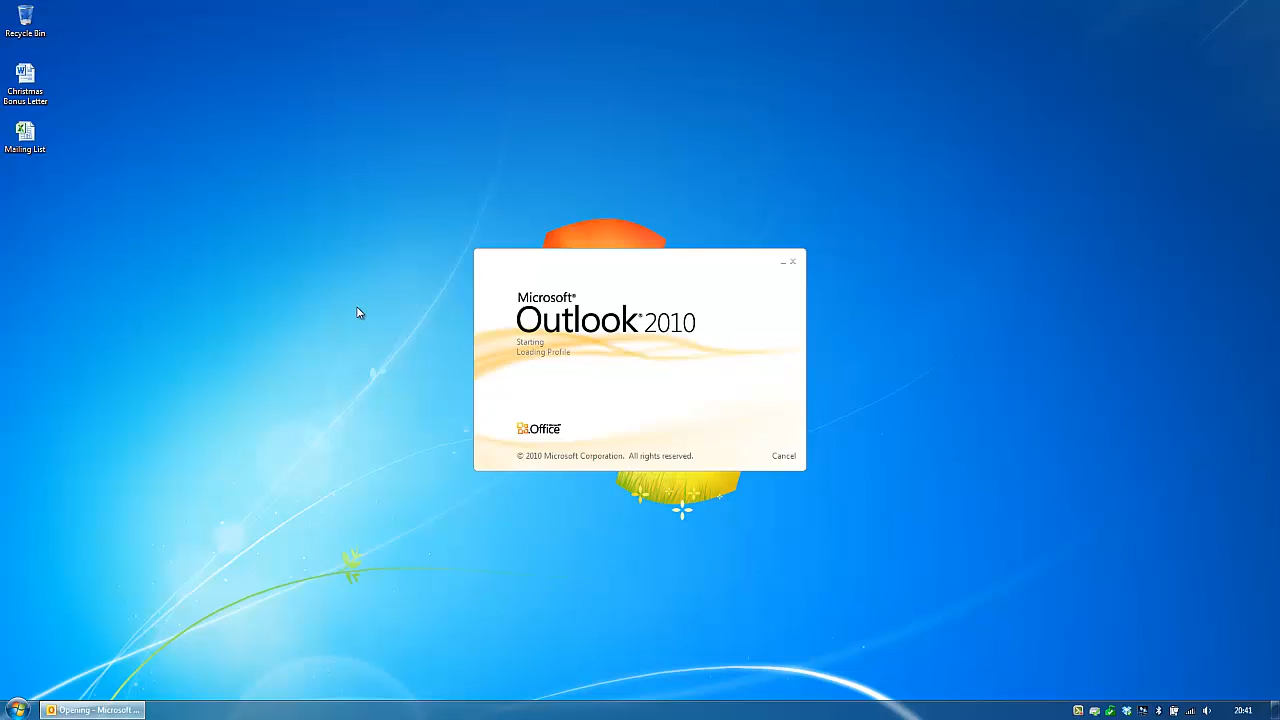 Recycle Bin
Christmas
Bonus Letter
Mailing List
Microsoft®
Outlook® 2010
Starting
Loading Profile
Microsoft
Office
© 2010 Microsoft Corporation.  All rights reserved.
Cancel
Opening - Microsoft ...
20:41